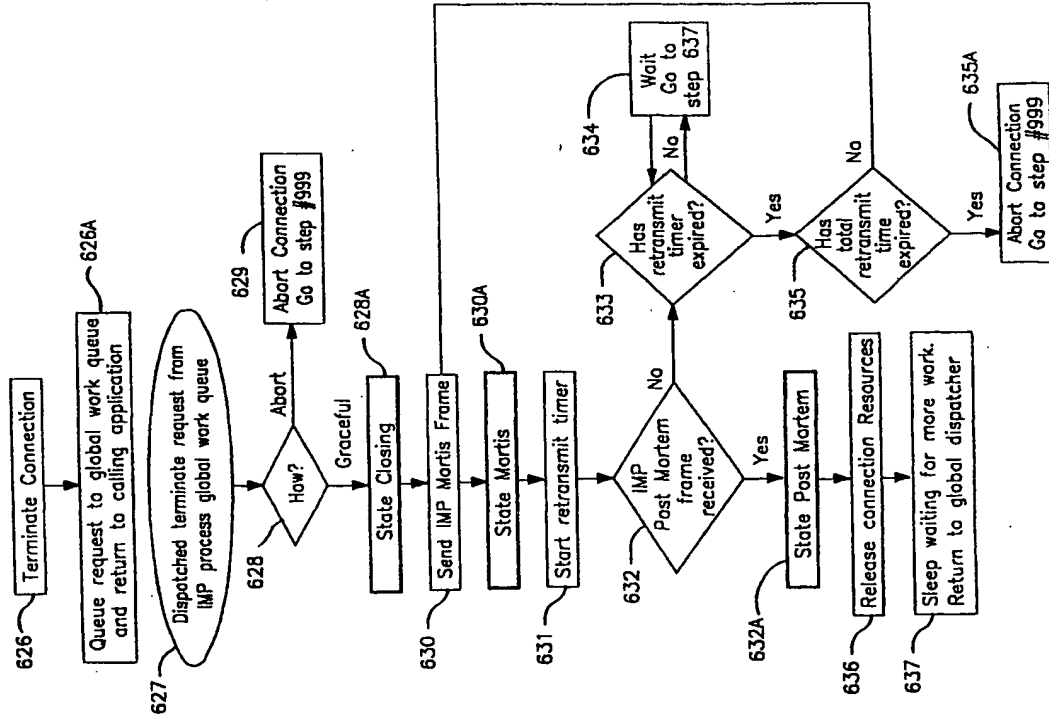 626
Terminate Connection
626A
Queue request to global work queue
and return to calling application
627
Dispatched terminate request from
IMP process global work queue
628
How?
Abort
629
Abort Connection
Go to step #999
Graceful
628A
State Closing
630
Send IMP Mortis Frame
630A
State Mortis
631
Start retransmit timer
632
IMP
Post Mortem
frame
received?
No
633
Has
retransmit
timer
expired?
No
634
Wait
Go to
step 637
Yes
635
Has
total
retransmit
time
expired?
No
Yes
635A
Abort Connection
Go to step #999
Yes
632A
State Post Mortem
636
Release connection Resources
637
Sleep waiting for more work.
Return to global dispatcher